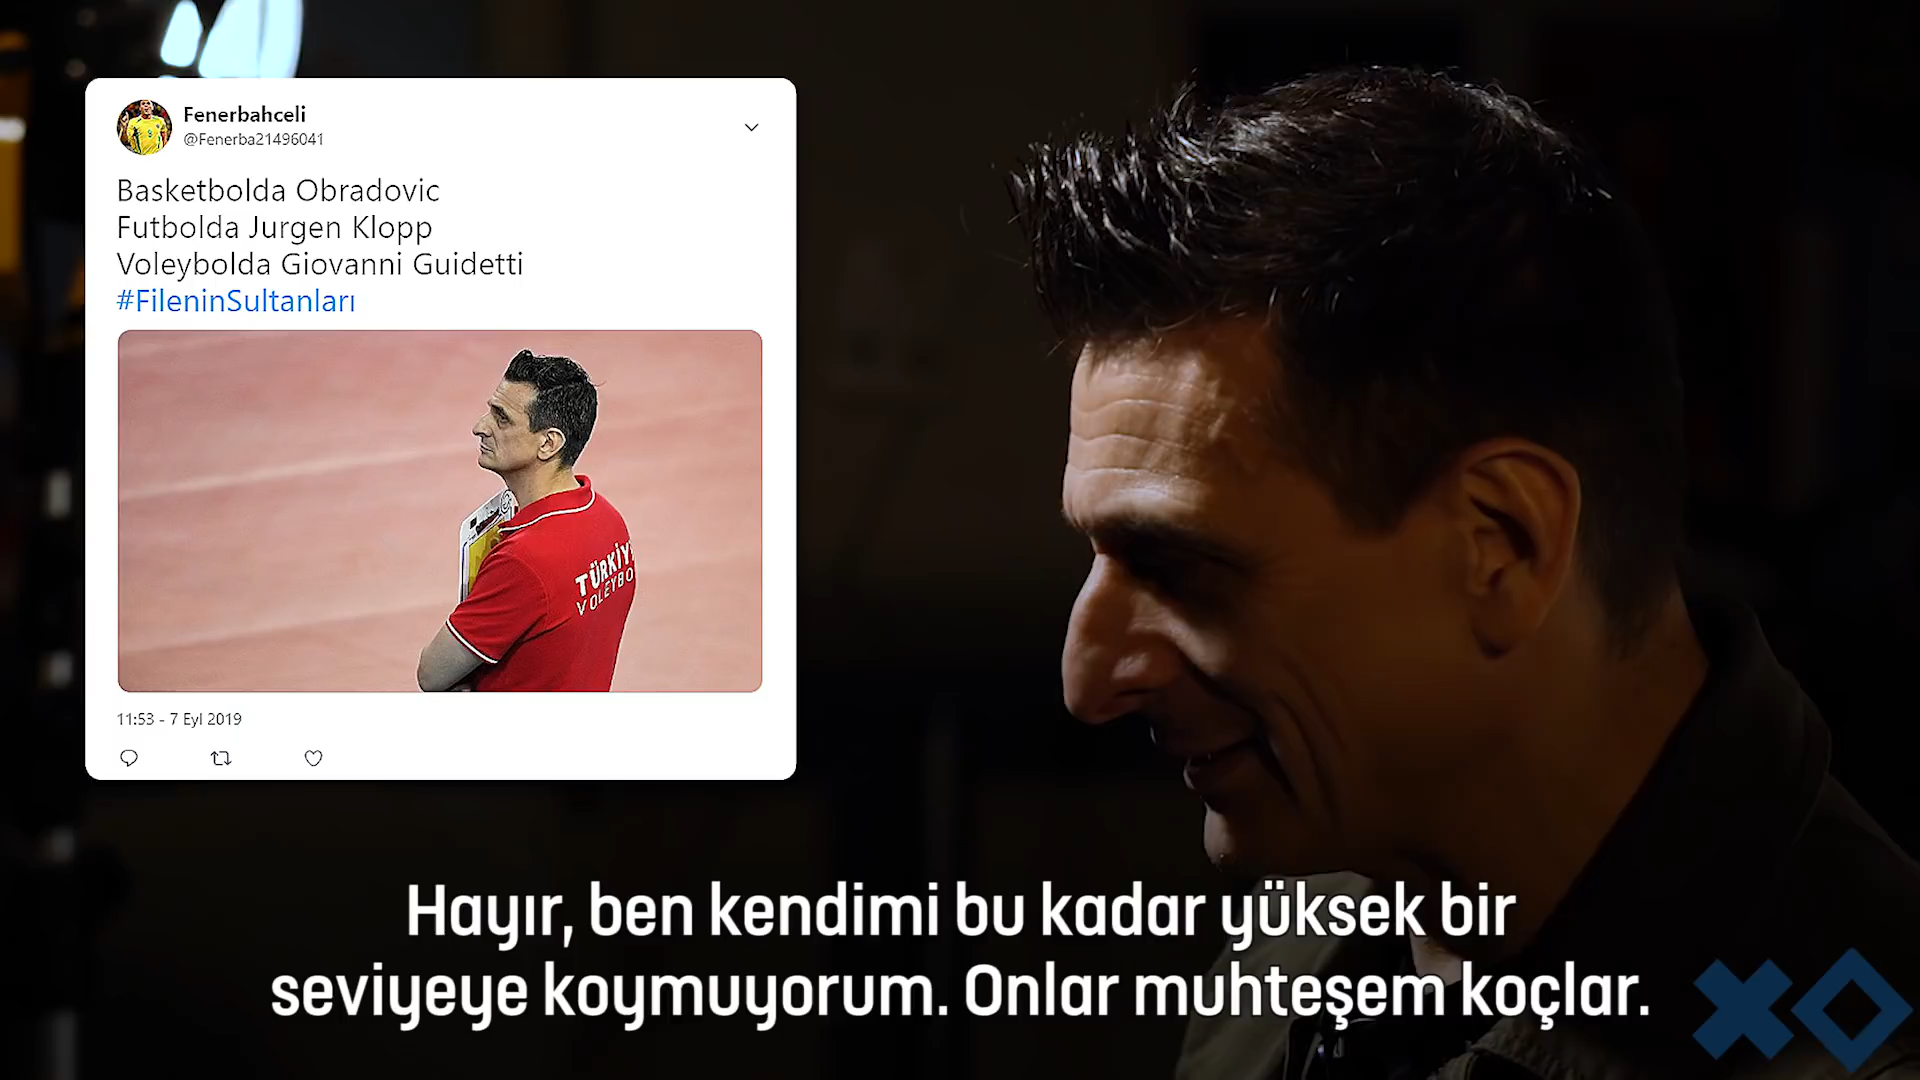 Fenerbahceli
@Fenerba21496041
Basketbolda Obradovic
Futbolda Jurgen Klopp
Voleybolda Giovanni Guidetti
#FileninSultanları
TÜRKİY
VOLEYBO
11:53 - 7 Eyl 2019
Hayır, ben kendimi bu kadar yüksek bir
seviyeye koymuyorum. Onlar muhteşem koçlar.